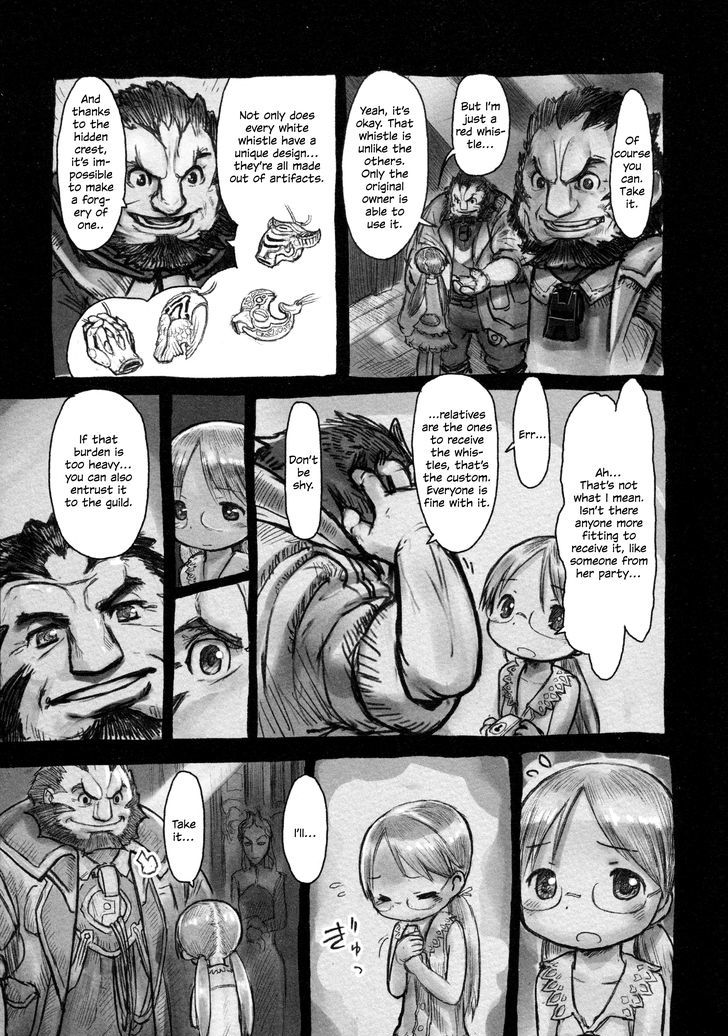 Of
course
you
can.
Take
it.
But I'm
just
a
red whis-
tle...
Yeah, it's
okay. That
whistle is
unlike the
others.
Only the
original
owner is
able to
use it.
Not only does
every white
whistle have a
unique design...
they're all made
out of artifacts.
And
thanks
to the
hidden
crest,
it's im-
possible
to make
a for-
gery of
one..
Ah...
That's not
what I mean.
Isn't there
anyone more
fitting to
receive it, like
someone from
her party...
Err...
...relatives
are the ones
to receive
the whis-
tles, that's
the custom.
Everyone is
fine with it.
Don't
be
shy.
If that
burden is
too heavy...
you can also
entrust it
to the guild.
ぎゅっ
I'll...
Take
it...